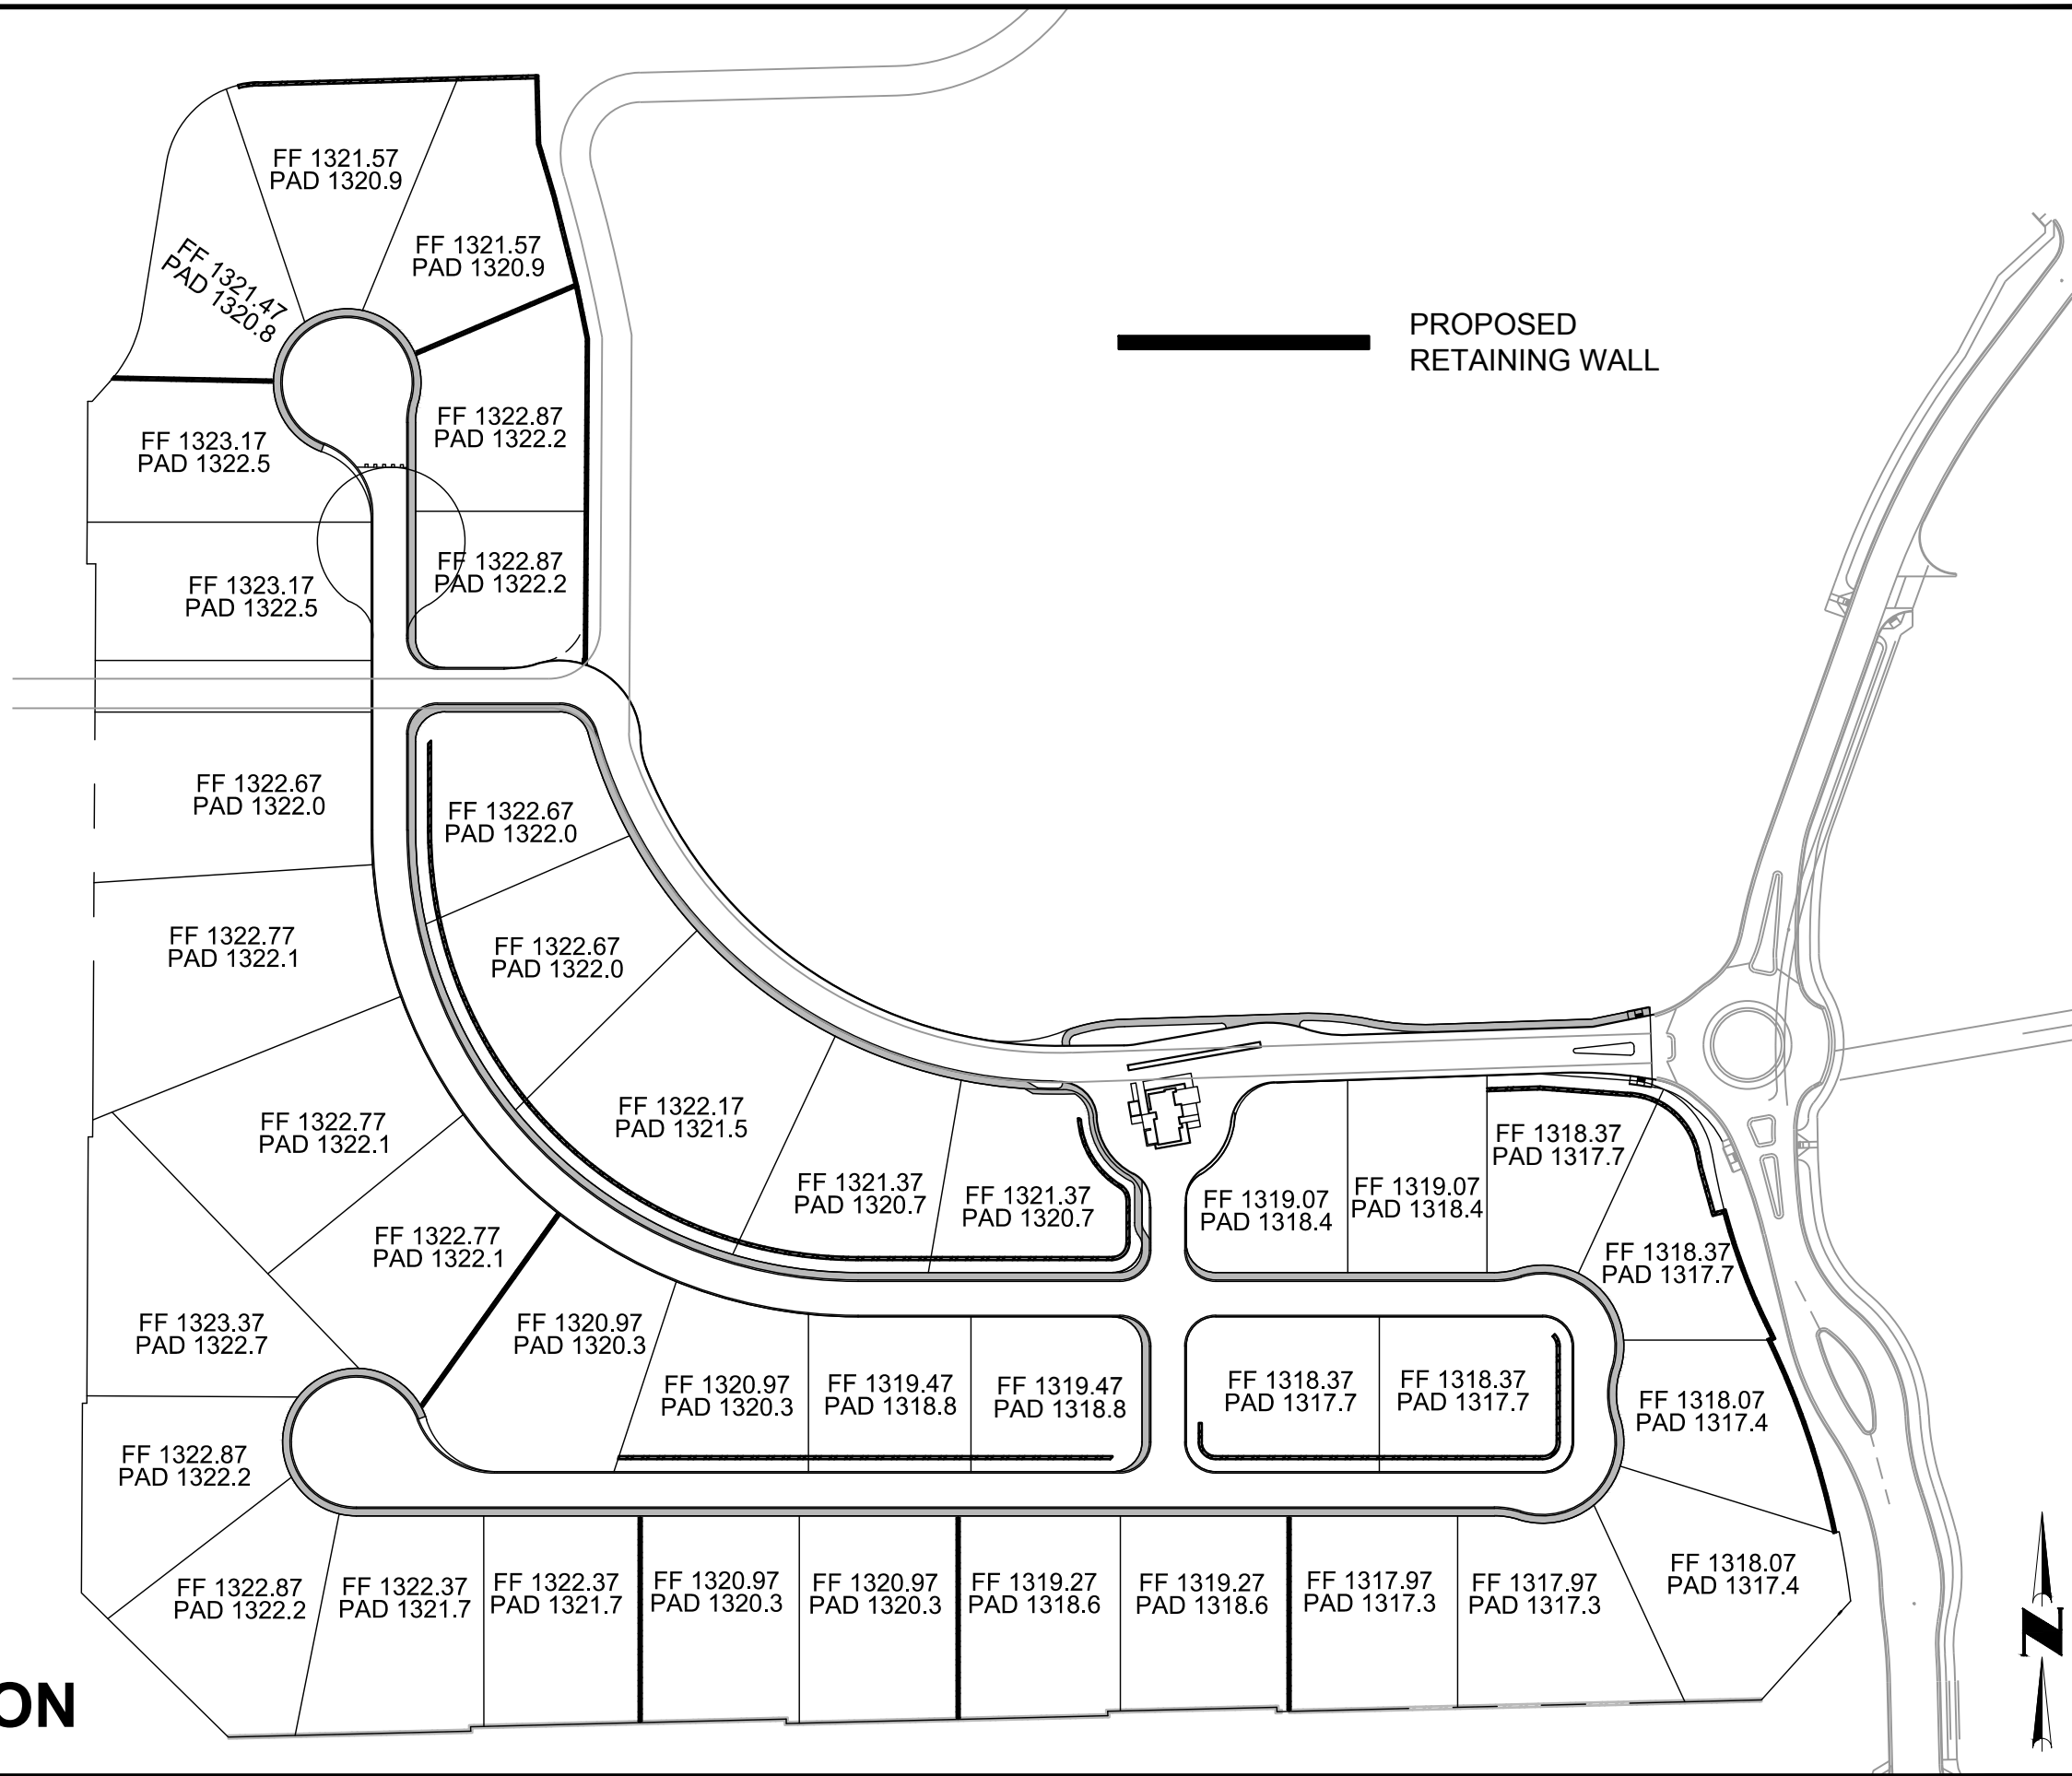 FF 1321.57
PAD 1320.9
FF 1321.57
PAD 1320.9
FF 1321.47
PAD 1320.8
PROPOSED
RETAINING WALL
FF 1322.87
PAD 1322.2
FF 1323.17
PAD 1322.5
FF 1322.87
PAD 1322.2
FF 1323.17
PAD 1322.5
FF 1322.67
PAD 1322.0
FF 1322.67
PAD 1322.0
FF 1322.77
PAD 1322.1
FF 1322.67
PAD 1322.0
FF 1322.77
PAD 1322.1
FF 1322.17
PAD 1321.5
FF 1318.37
PAD 1317.7
FF 1321.37
PAD 1320.7
FF 1321.37
PAD 1320.7
FF 1319.07
PAD 1318.4
FF 1319.07
PAD 1318.4
FF 1322.77
PAD 1322.1
FF 1318.37
PAD 1317.7
FF 1323.37
PAD 1322.7
FF 1320.97
PAD 1320.3
FF 1320.97
PAD 1320.3
FF 1319.47
PAD 1318.8
FF 1319.47
PAD 1318.8
FF 1318.37
PAD 1317.7
FF 1318.37
PAD 1317.7
FF 1318.07
PAD 1317.4
FF 1322.87
PAD 1322.2
FF 1322.87
PAD 1322.2
FF 1322.37
PAD 1321.7
FF 1322.37
PAD 1321.7
FF 1320.97
PAD 1320.3
FF 1320.97
PAD 1320.3
FF 1319.27
PAD 1318.6
FF 1319.27
PAD 1318.6
FF 1317.97
PAD 1317.3
FF 1317.97
PAD 1317.3
FF 1318.07
PAD 1317.4
N
ON